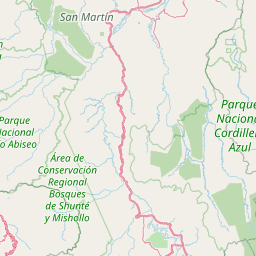 San Martín
Parque
Nacional
Cordillera
Azul
Parque
Nacional
o Abiseo
Área de
Conservación
Regional
Bosques
de Shunté
y Mishollo